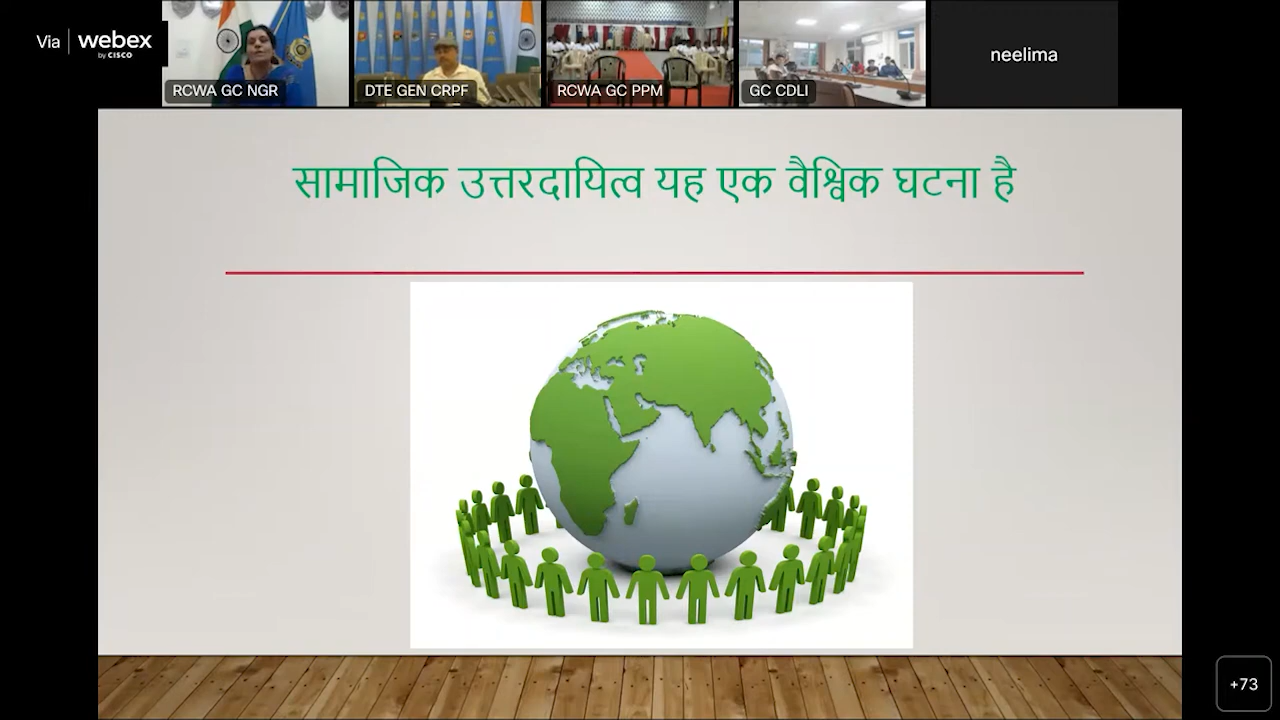 Via webex
by CISCO
RCWA GC NGR
DTE GEN CRPF
RCWA GC PPM
GC CDLI
neelima
सामाजिक उत्तरदायित्व यह एक वैश्विक घटना है
+73